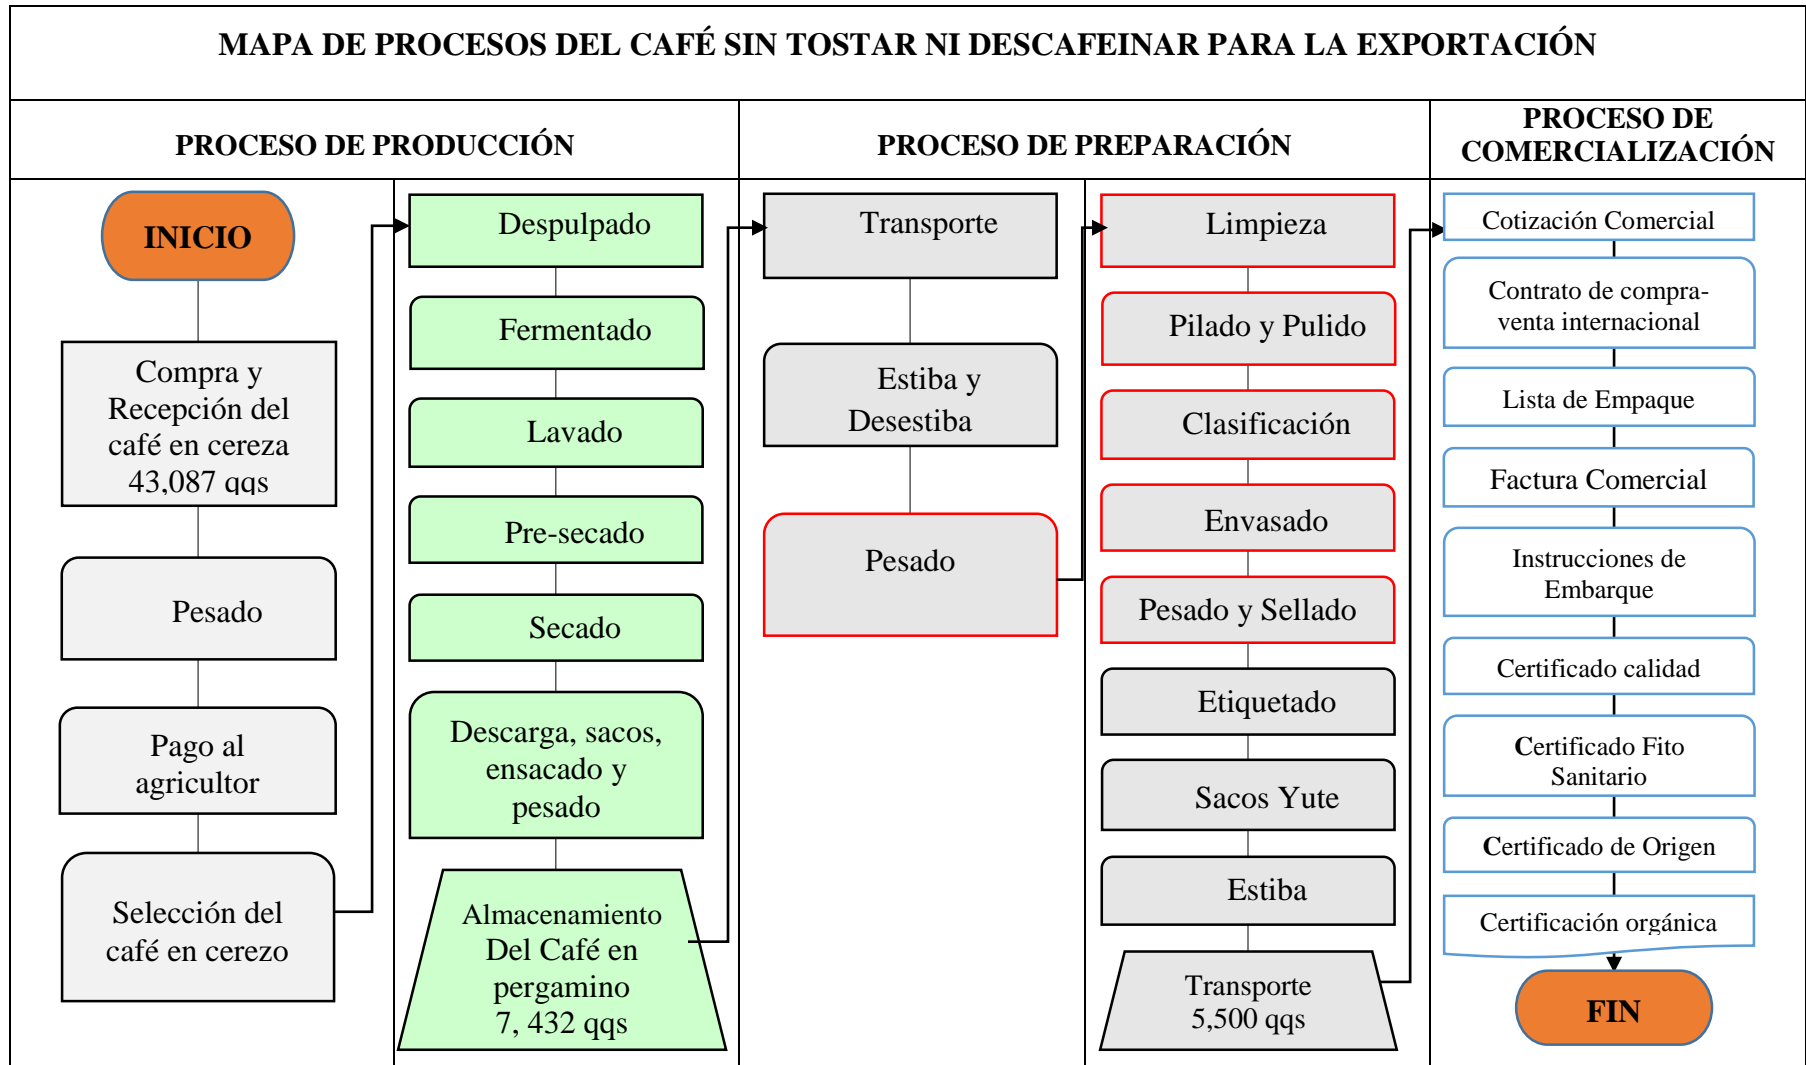 MAPA DE PROCESOS DEL CAFÉ SIN TOSTAR NI DESCAFEINAR PARA LA EXPORTACIÓN
PROCESO DE PRODUCCIÓN
PROCESO DE PREPARACIÓN
PROCESO DE
COMERCIALIZACIÓN
INICIO
Compra y
Recepción del
café en cereza
43,087 qqs
Pesado
Pago al
agricultor
Selección del
café en cerezo
Despulpado
Fermentado
Lavado
Pre-secado
Secado
Descarga, sacos,
ensacado y
pesado
Almacenamiento
Del Café en
pergamino
7, 432 qqs
Transporte
Estiba y
Desestiba
Pesado
Limpieza
Pilado y Pulido
Clasificación
Envasado
Pesado y Sellado
Etiquetado
Sacos Yute
Estiba
Transporte
5,500 qqs
Cotización Comercial
Contrato de compra-
venta internacional
Lista de Empaque
Factura Comercial
Instrucciones de
Embarque
Certificado calidad
Certificado Fito
Sanitario
Certificado de Origen
Certificación orgánica
FIN